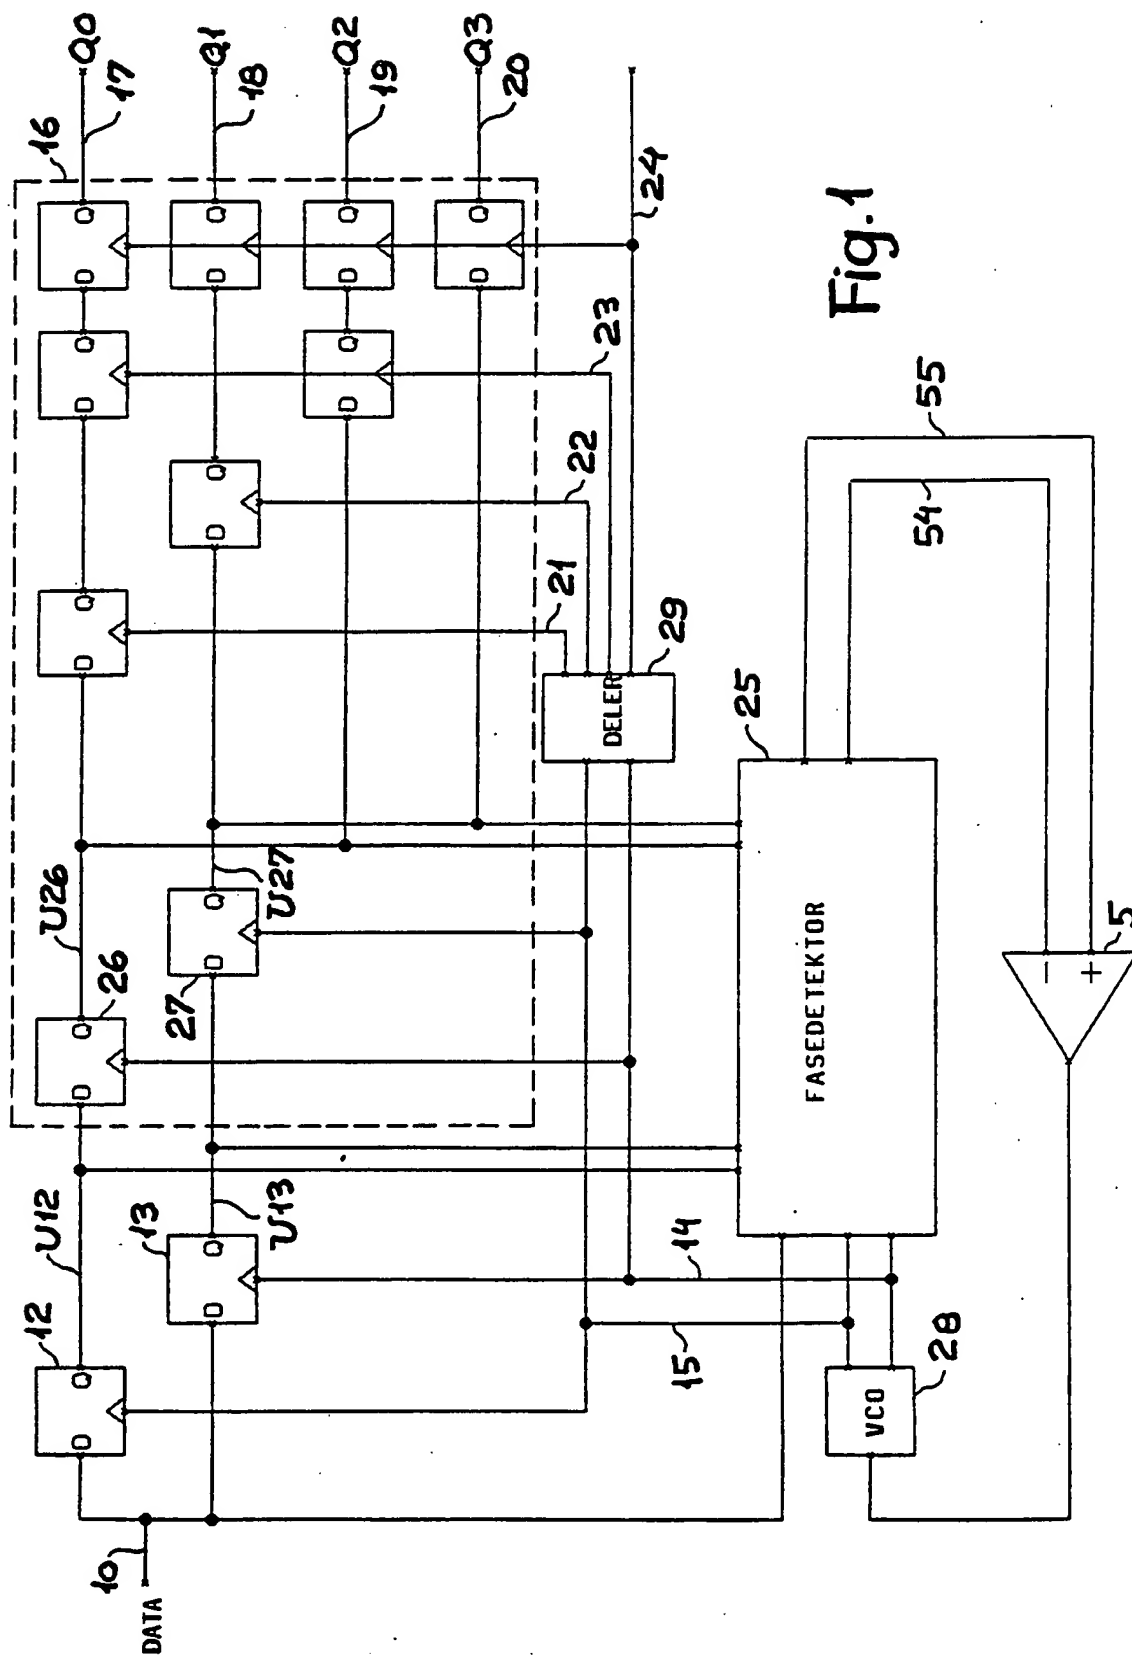 DATA
10
12
U12
13
U13
26
U26
27
U27
16
D Q
D Q
D Q
D Q
D Q
D Q
D Q
D Q
D Q
D Q
D Q
D Q
Q0
17
Q1
18
Q2
19
Q3
20
21
22
23
24
DELER
29
14
15
VCO
28
FASEDETEKTOR
25
54
55
−
+
5
Fig.1